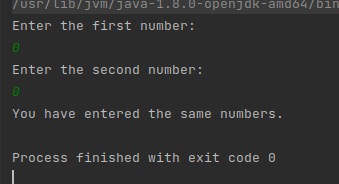 /usr/lib/jvm/java-1.8.0-openjdk-amd64/bin
Enter the first number:
0
Enter the second number:
0
You have entered the same numbers.
Process finished with exit code 0